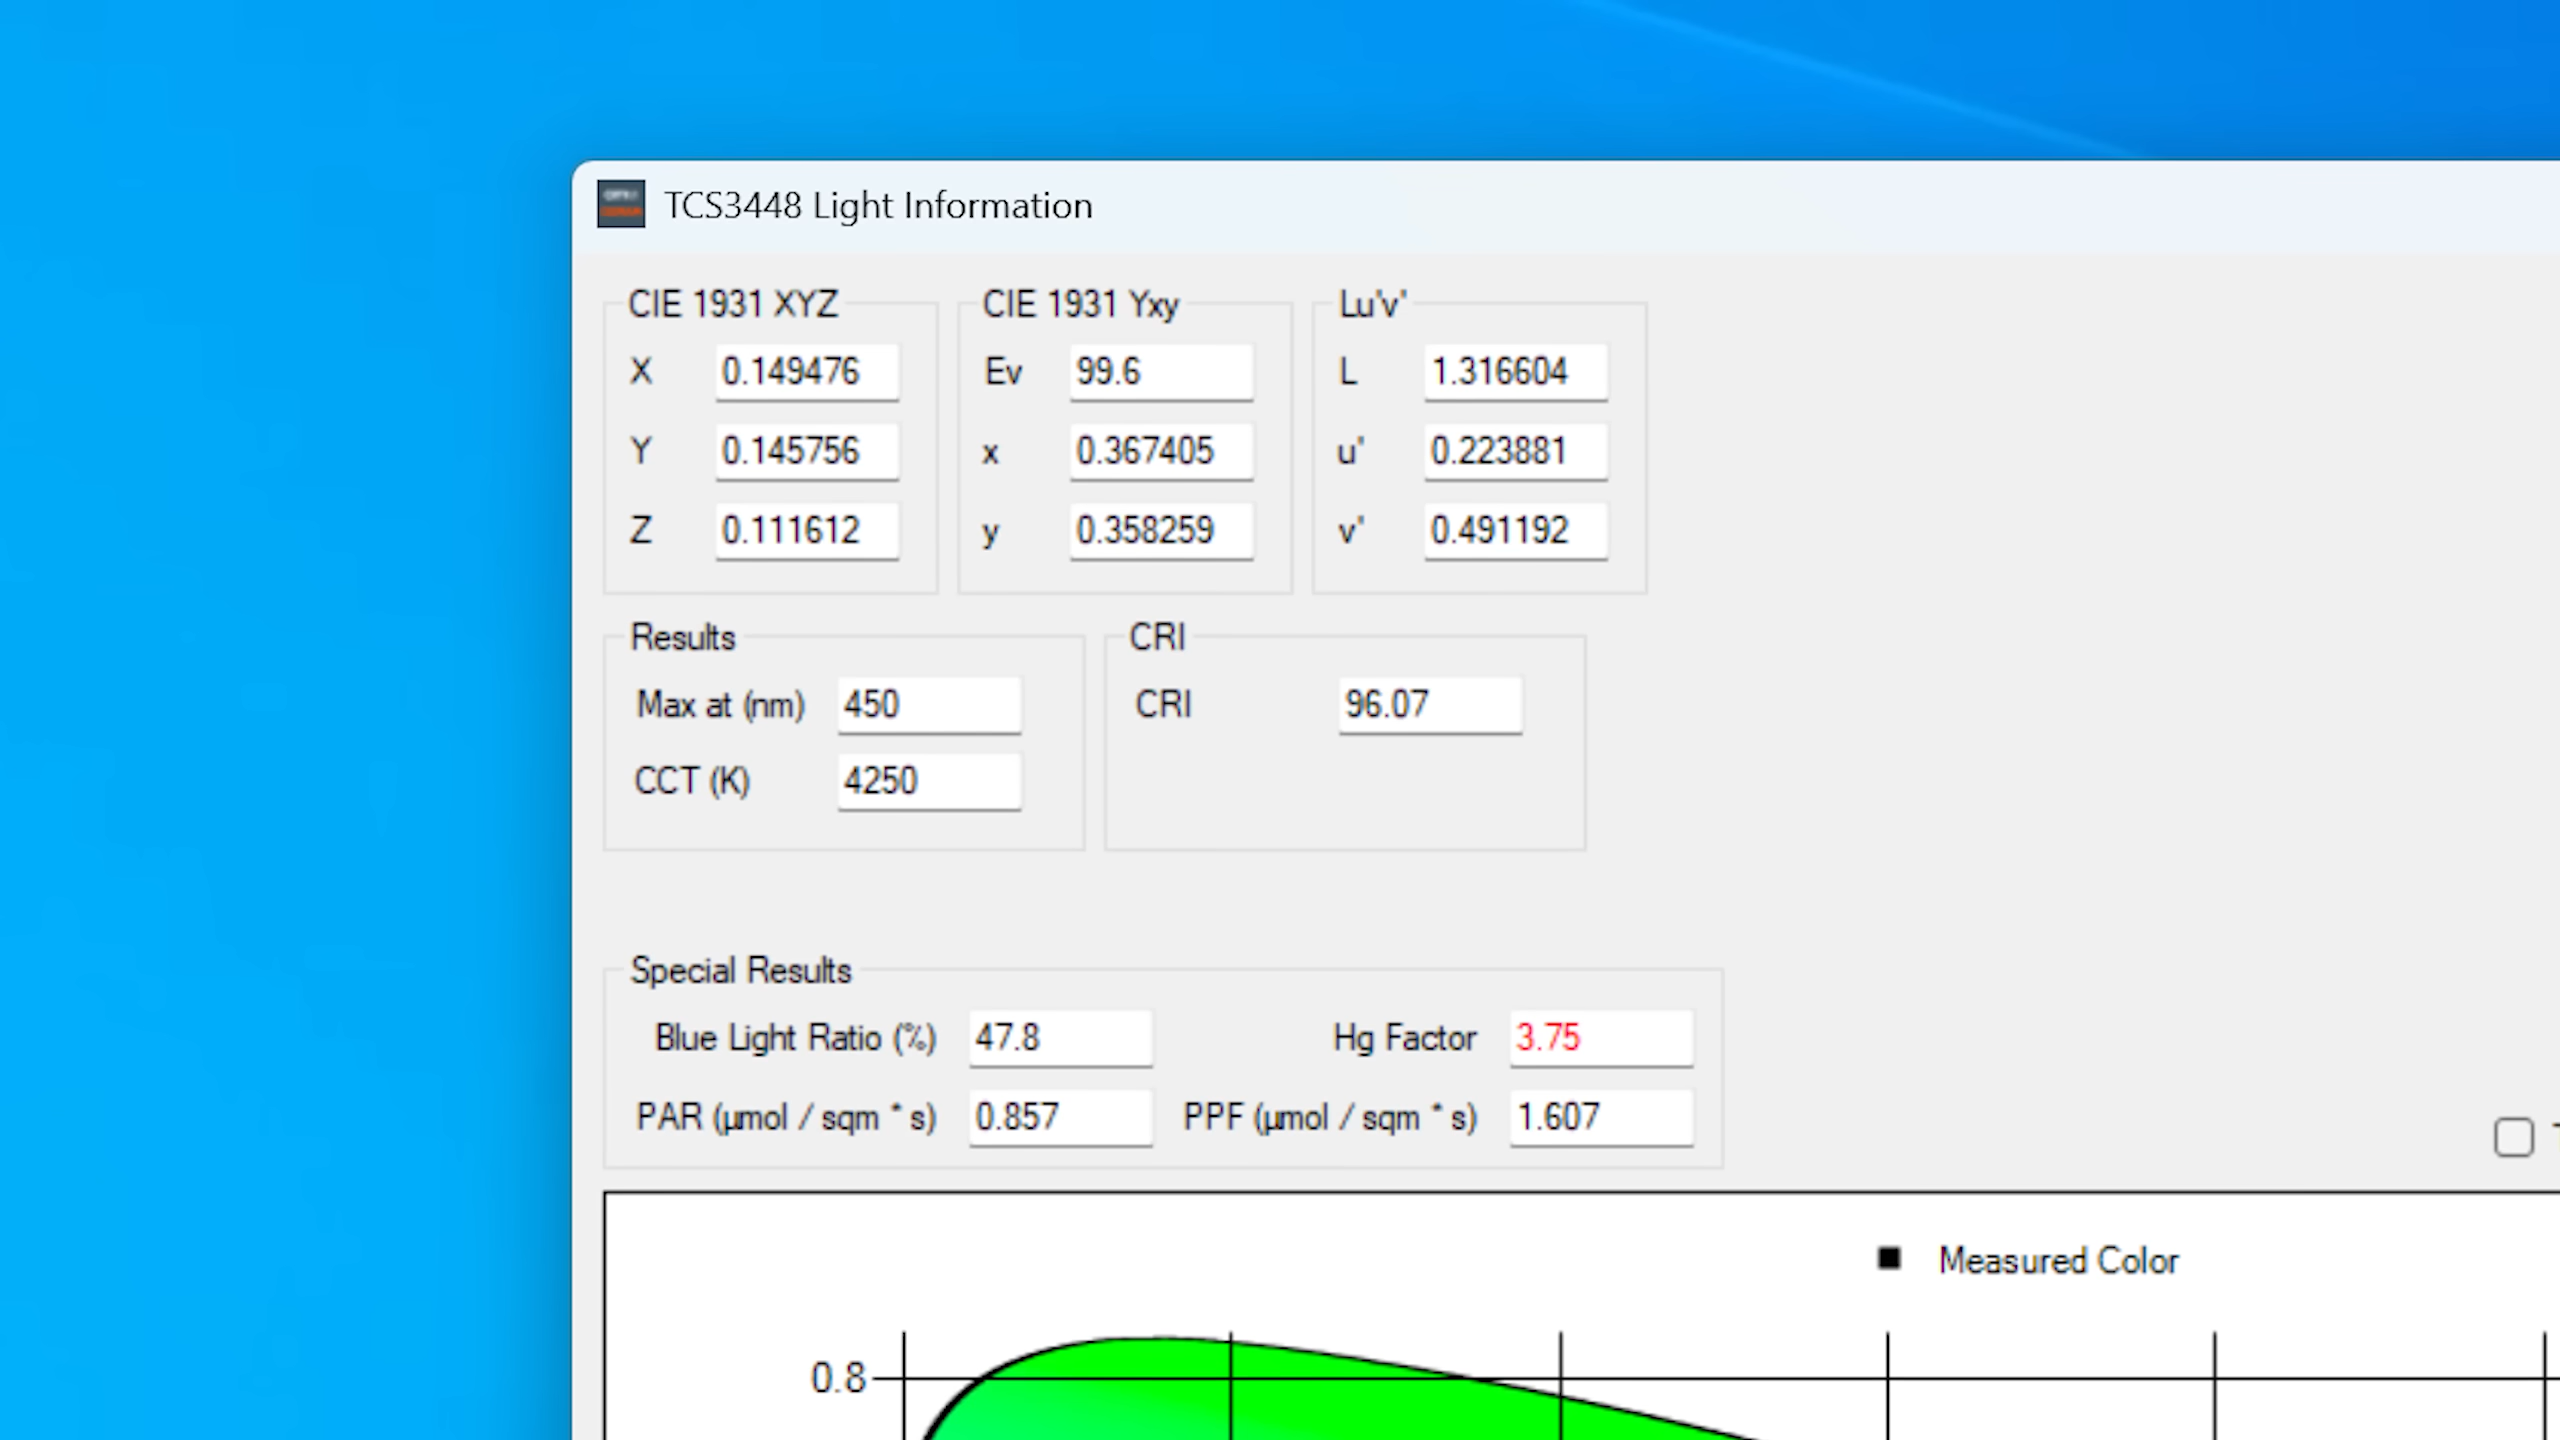 TCS3448 Light Information
CIE 1931 XYZ
X 0.149476
Y 0.145756
Z 0.111612
CIE 1931 Yxy
Ev 99.6
x 0.367405
y 0.358259
Lu'v'
L 1.316604
u' 0.223881
v' 0.491192
Results
Max at (nm) 450
CCT (K) 4250
CRI
CRI 96.07
Special Results
Blue Light Ratio (%) 47.8 Hg Factor 3.75
PAR (µmol / sqm * s) 0.857 PPF (µmol / sqm * s) 1.607
Measured Color
0.8